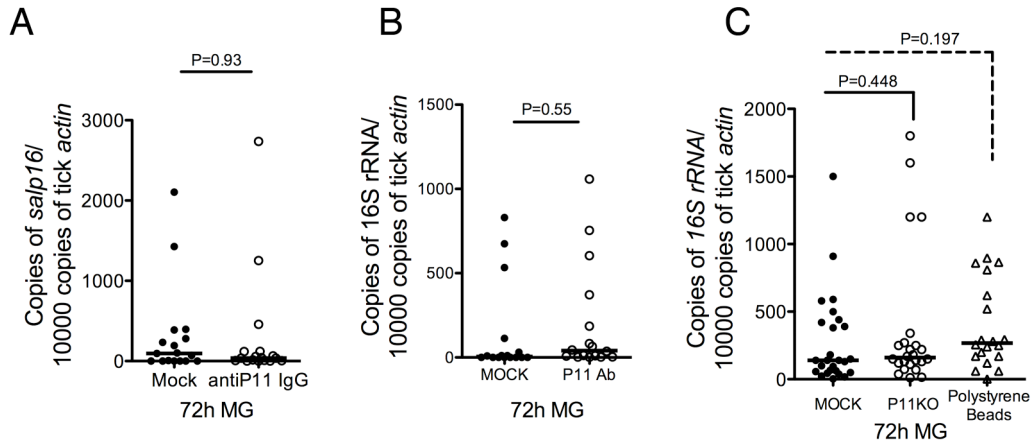 A
P=0.93
Copies of salp16/
10000 copies of tick actin
3000
2000
1000
0
Mock antiP11 IgG
72h MG
B
P=0.55
Copies of 16S rRNA/
10000 copies of tick actin
1500
1000
500
0
MOCK P11 Ab
72h MG
C
P=0.197
P=0.448
Copies of 16S rRNA/
10000 copies of tick actin
2000
1500
1000
500
0
MOCK P11KO Polystyrene
Beads
72h MG